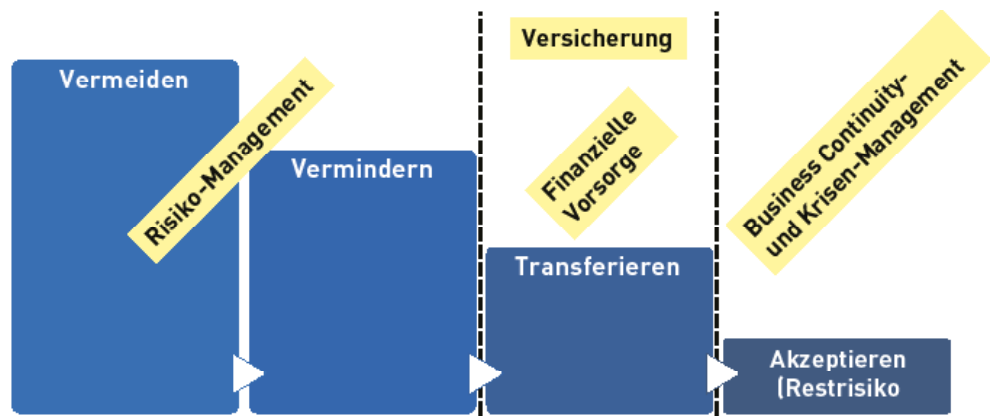 Vermeiden
Risiko-Management
Vermindern
Versicherung
Finanzielle
Vorsorge
Transferieren
Business Continuity-
und Krisen-Management
Akzeptieren
(Restrisiko